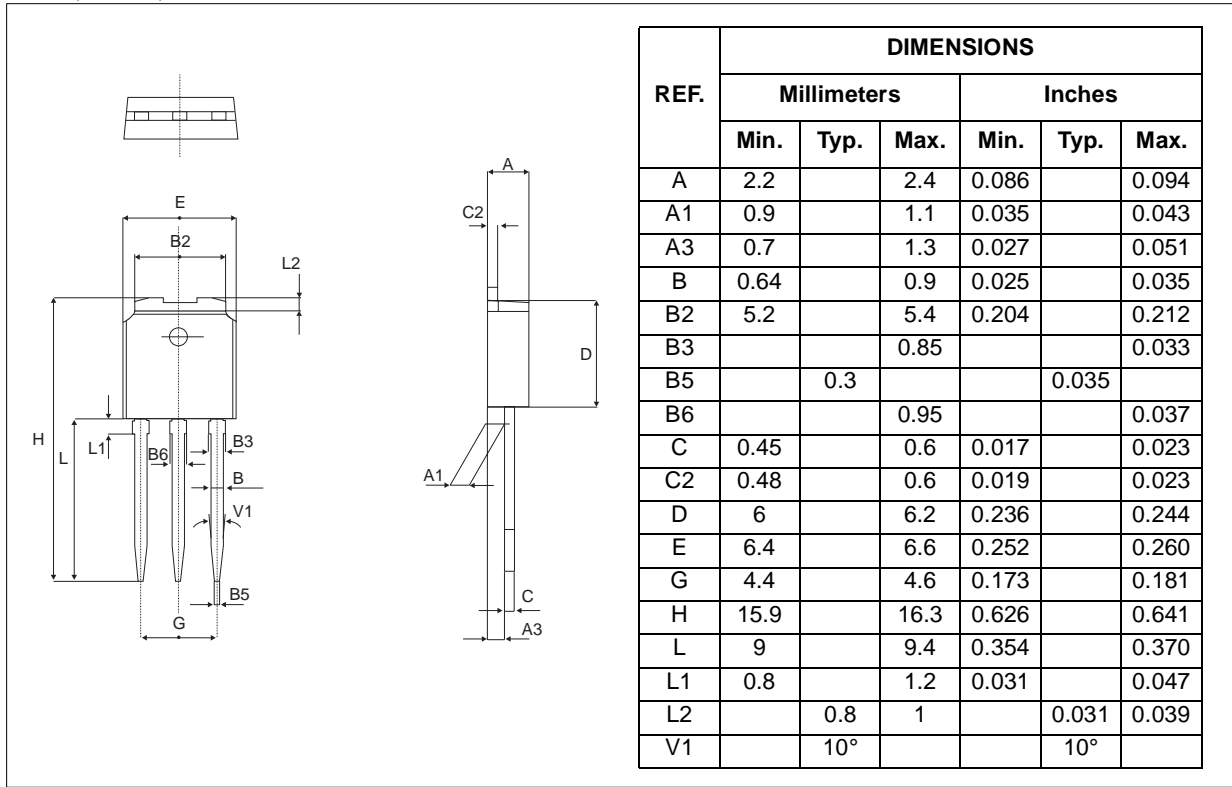 A
E
C2
B2
L2
D
H
L
L1
B6
B3
B
A1
V1
B5
C
G
A3
REF. DIMENSIONS
Millimeters Inches
Min. Typ. Max. Min. Typ. Max.
A 2.2 2.4 0.086 0.094
A1 0.9 1.1 0.035 0.043
A3 0.7 1.3 0.027 0.051
B 0.64 0.9 0.025 0.035
B2 5.2 5.4 0.204 0.212
B3 0.85 0.033
B5 0.3 0.035
B6 0.95 0.037
C 0.45 0.6 0.017 0.023
C2 0.48 0.6 0.019 0.023
D 6 6.2 0.236 0.244
E 6.4 6.6 0.252 0.260
G 4.4 4.6 0.173 0.181
H 15.9 16.3 0.626 0.641
L 9 9.4 0.354 0.370
L1 0.8 1.2 0.031 0.047
L2 0.8 1 0.031 0.039
V1 10° 10°